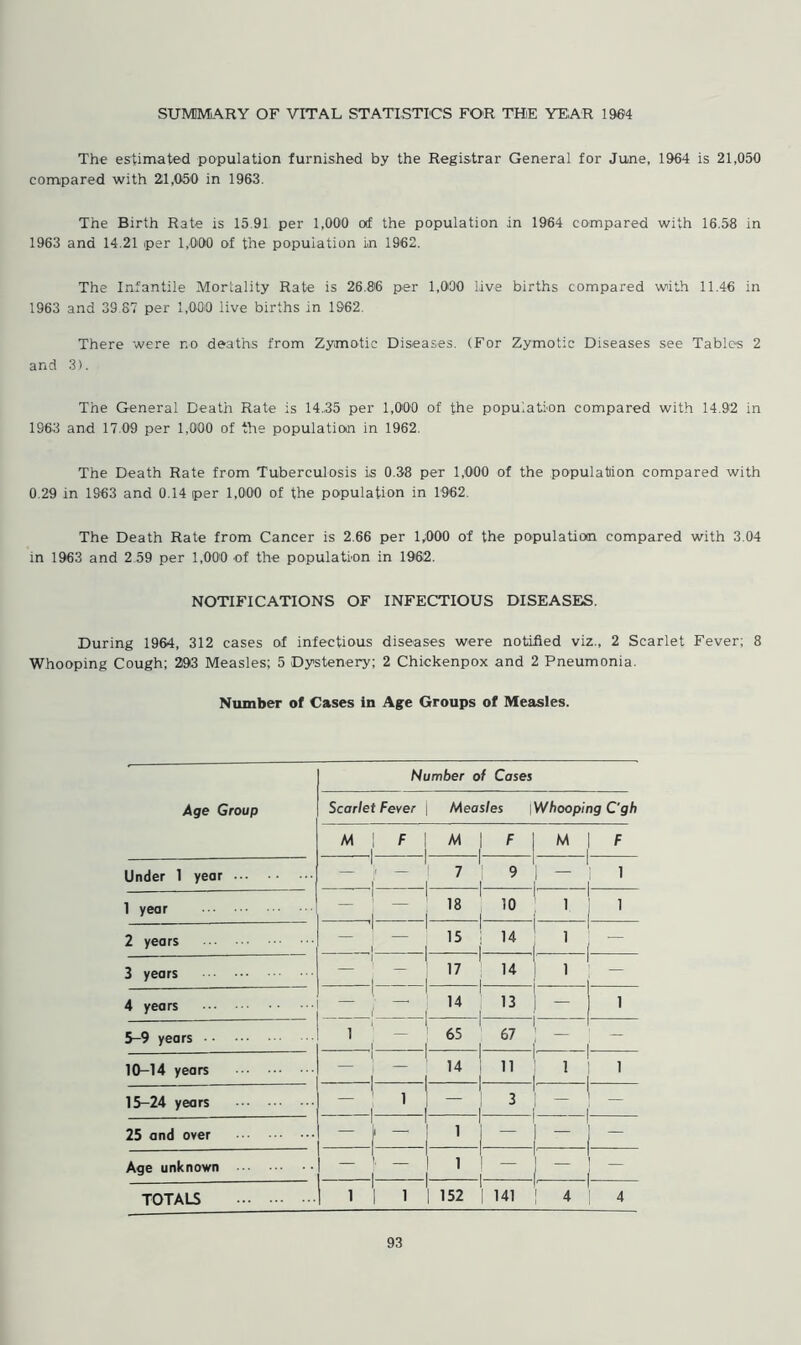 SUMMARY OF VITAL STATISTICS FOR THE YEAR 1964
The estimated population furnished by the Registrar General for June, 1964 is 21,050
compared with 21,050 in 1963.
The Birth Rate is 15.91 per 1,000 of the population in 1964 compared with 16.58 in
1963 and 14.21 per 1,000 of the population in 1962.
The Infantile Mortality Rate is 26.86 per 1,000 live births compared with 11.46 in
1963 and 39.87 per 1,000 live births in 1962.
There were no deaths from Zymotic Diseases. (For Zymotic Diseases see Tables 2
and 3).
The General Death Rate is 14.35 per 1,000 of the population compared with 14.92 in
1963 and 17.09 per 1,000 of the population in 1962.
The Death Rate from Tuberculosis is 0.38 per 1,000 of the population compared with
0.29 in 1963 and 0.14 per 1,000 of the population in 1962.
The Death Rate from Cancer is 2.66 per 1,000 of the population compared with 3.04
in 1963 and 2.59 per 1,000 of the population in 1962.
NOTIFICATIONS OF INFECTIOUS DISEASES.
During 1964, 312 cases of infectious diseases were notified viz., 2 Scarlet Fever; 8
Whooping Cough; 293 Measles; 5 Dystenery; 2 Chickenpox and 2 Pneumonia.
Number of Cases in Age Groups of Measles.
Number of Cases
Age Group Scarlet Fever Measles Whooping C'gh
M F M F M F
Under 1 year ... — — 7 9 — 1
1 year ... — — 18 10 1 1
2 years ... — — 15 14 1 —
3 years ... — — 17 14 1 —
4 years ... — — 14 13 — 1
5-9 years ... 1 — 65 67 — —
10-14 years ... — — 14 11 1 1
15-24 years ... — 1 — 3 — —
25 and over ... — — 1 — — —
Age unknown ... — — 1 — — —
TOTALS ... 1 1 152 141 4 4
93